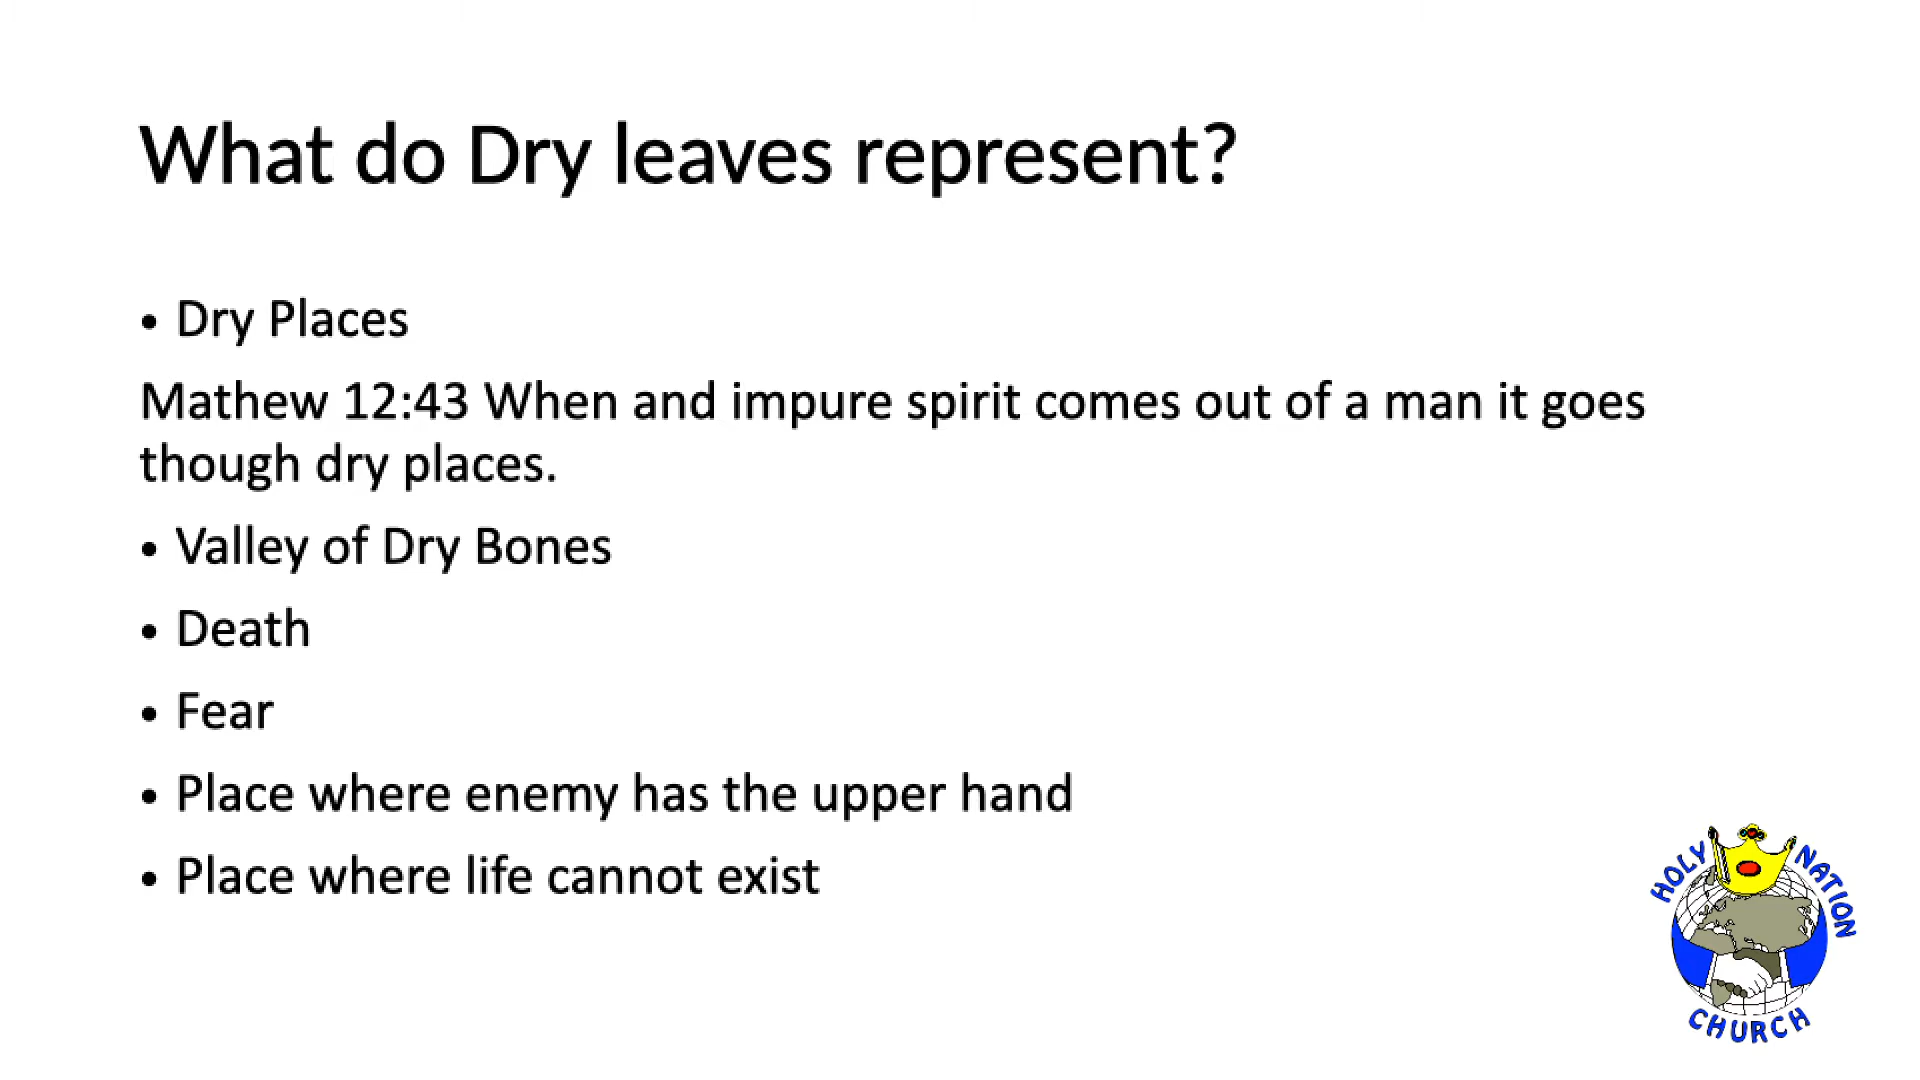 What do Dry leaves represent?
• Dry Places
Mathew 12:43 When and impure spirit comes out of a man it goes
though dry places.
• Valley of Dry Bones
• Death
• Fear
• Place where enemy has the upper hand
• Place where life cannot exist
HOLY NATION
CHURCH